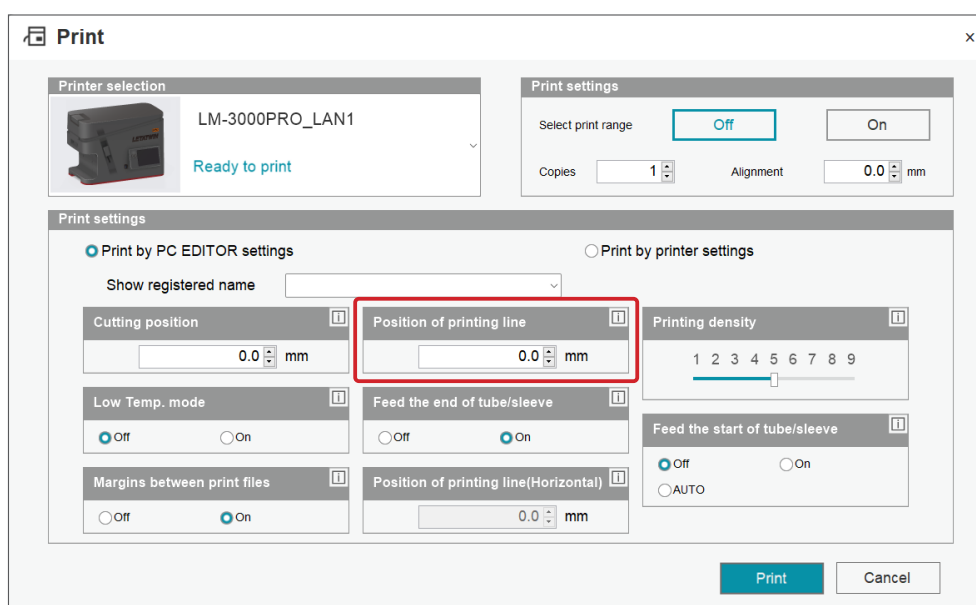 Print
×
Printer selection
LM-3000PRO_LAN1
Ready to print
Print settings
Select print range Off On
Copies 1 Alignment 0.0 mm
Print settings
Print by PC EDITOR settings Print by printer settings
Show registered name
Cutting position
0.0 mm
Position of printing line
0.0 mm
Printing density
1 2 3 4 5 6 7 8 9
Low Temp. mode
Off On
Feed the end of tube/sleeve
Off On
Feed the start of tube/sleeve
Off On
AUTO
Margins between print files
Off On
Position of printing line(Horizontal)
0.0 mm
Print Cancel